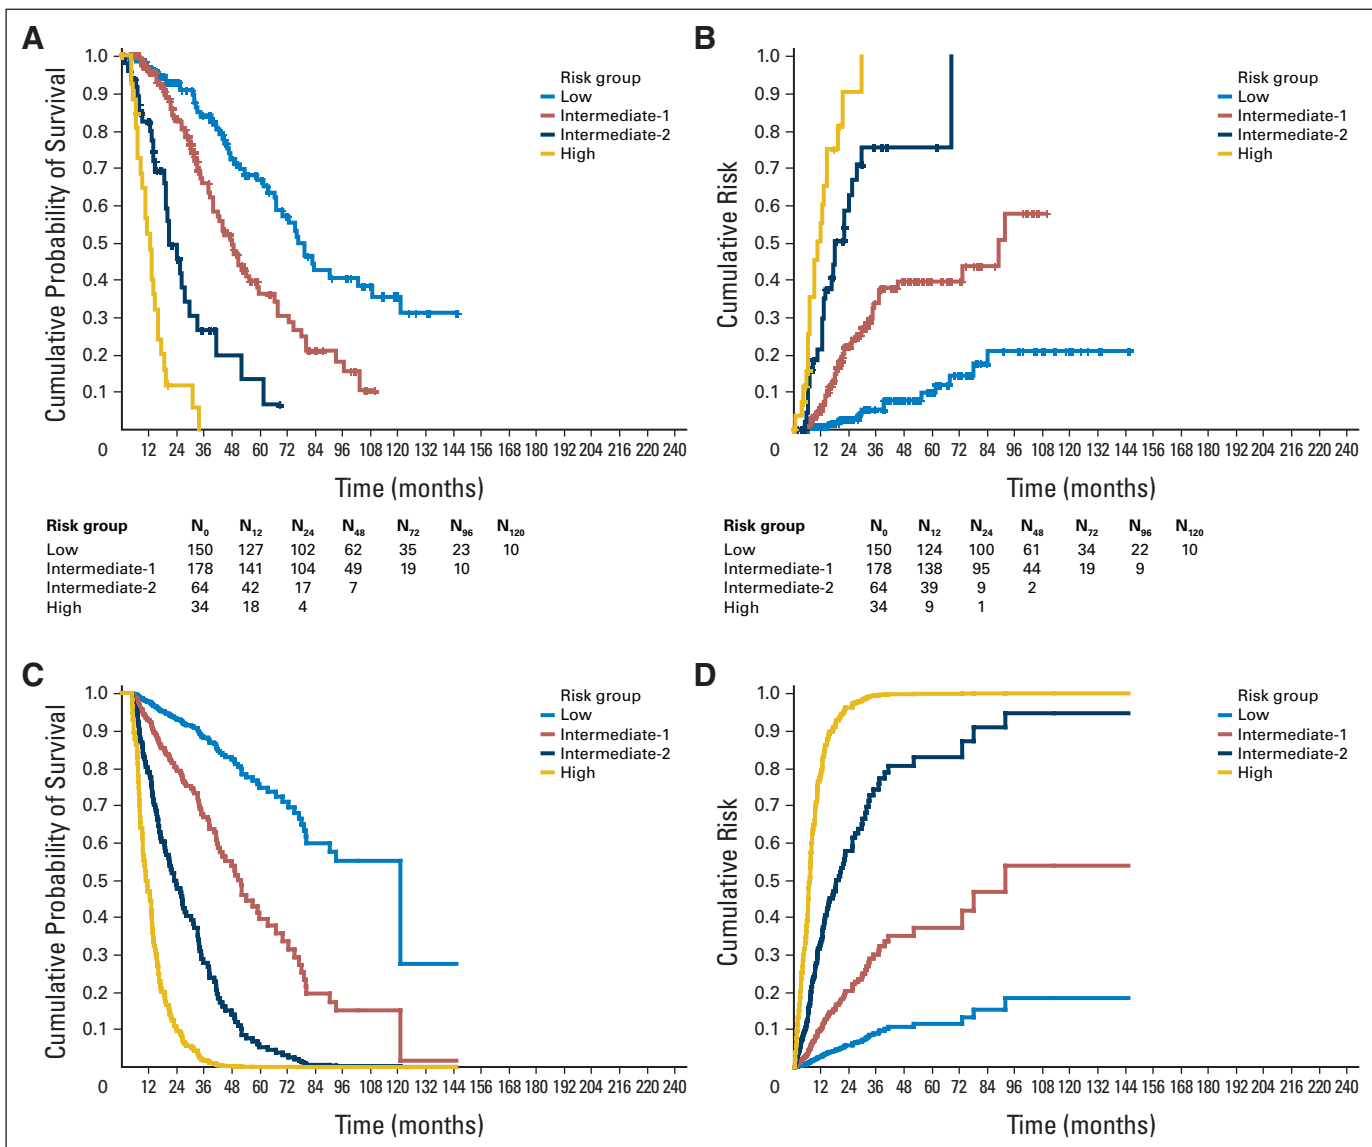 A
Cumulative Probability of Survival
1.0
0.9
0.8
0.7
0.6
0.5
0.4
0.3
0.2
0.1
0 12 24 36 48 60 72 84 96 108 120 132 144 156 168 180 192 204 216 220 240
Time (months)
Risk group
Low
Intermediate-1
Intermediate-2
High
Risk group N0 N12 N24 N48 N72 N96 N120
Low 150 127 102 62 35 23 10
Intermediate-1 178 141 104 49 19 10
Intermediate-2 64 42 17 7
High 34 18 4
B
Cumulative Risk
1.0
0.9
0.8
0.7
0.6
0.5
0.4
0.3
0.2
0.1
0 12 24 36 48 60 72 84 96 108 120 132 144 156 168 180 192 204 216 220 240
Time (months)
Risk group
Low
Intermediate-1
Intermediate-2
High
Risk group N0 N12 N24 N48 N72 N96 N120
Low 150 124 100 61 34 22 10
Intermediate-1 178 138 95 44 19 9
Intermediate-2 64 39 9 2
High 34 9 1
C
Cumulative Probability of Survival
1.0
0.9
0.8
0.7
0.6
0.5
0.4
0.3
0.2
0.1
0 12 24 36 48 60 72 84 96 108 120 132 144 156 168 180 192 204 216 220 240
Time (months)
Risk group
Low
Intermediate-1
Intermediate-2
High
D
Cumulative Risk
1.0
0.9
0.8
0.7
0.6
0.5
0.4
0.3
0.2
0.1
0 12 24 36 48 60 72 84 96 108 120 132 144 156 168 180 192 204 216 220 240
Time (months)
Risk group
Low
Intermediate-1
Intermediate-2
High